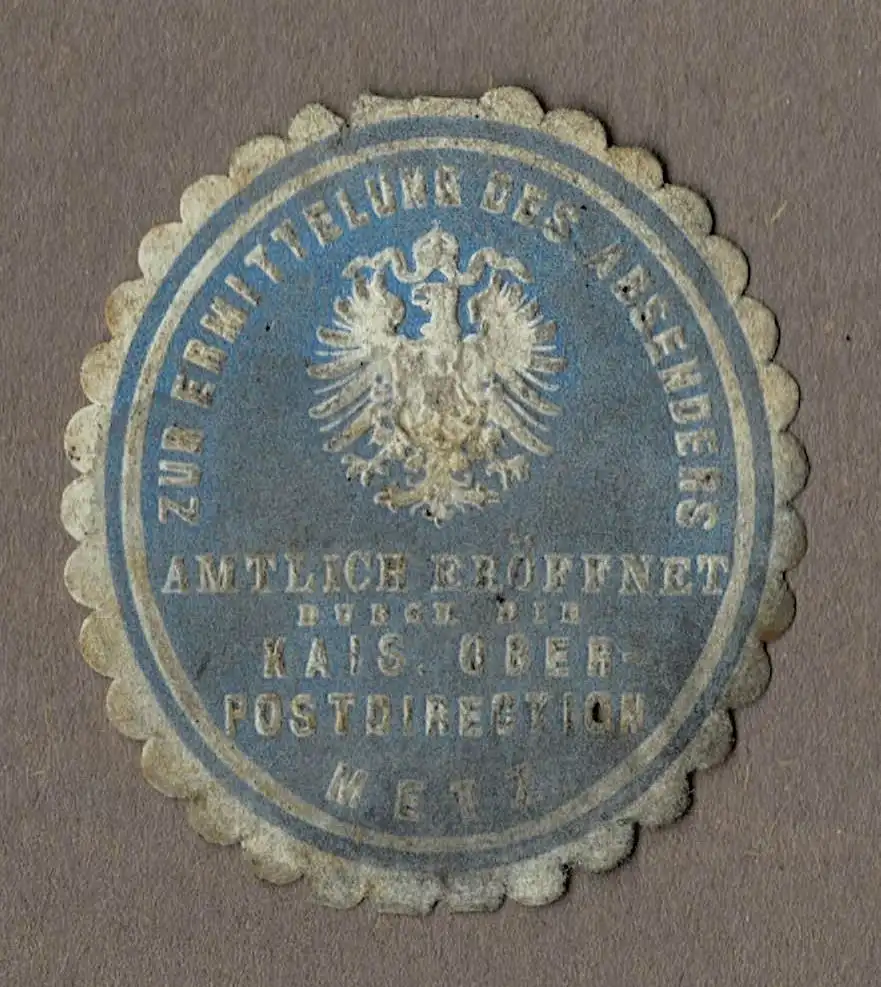 ZUR ERMITTELUNG DES ABSENDERS
AMTLICH ERÖFFNET
DURCH DIE
KAIS. OBER-
POSTDIRECTION
METZ